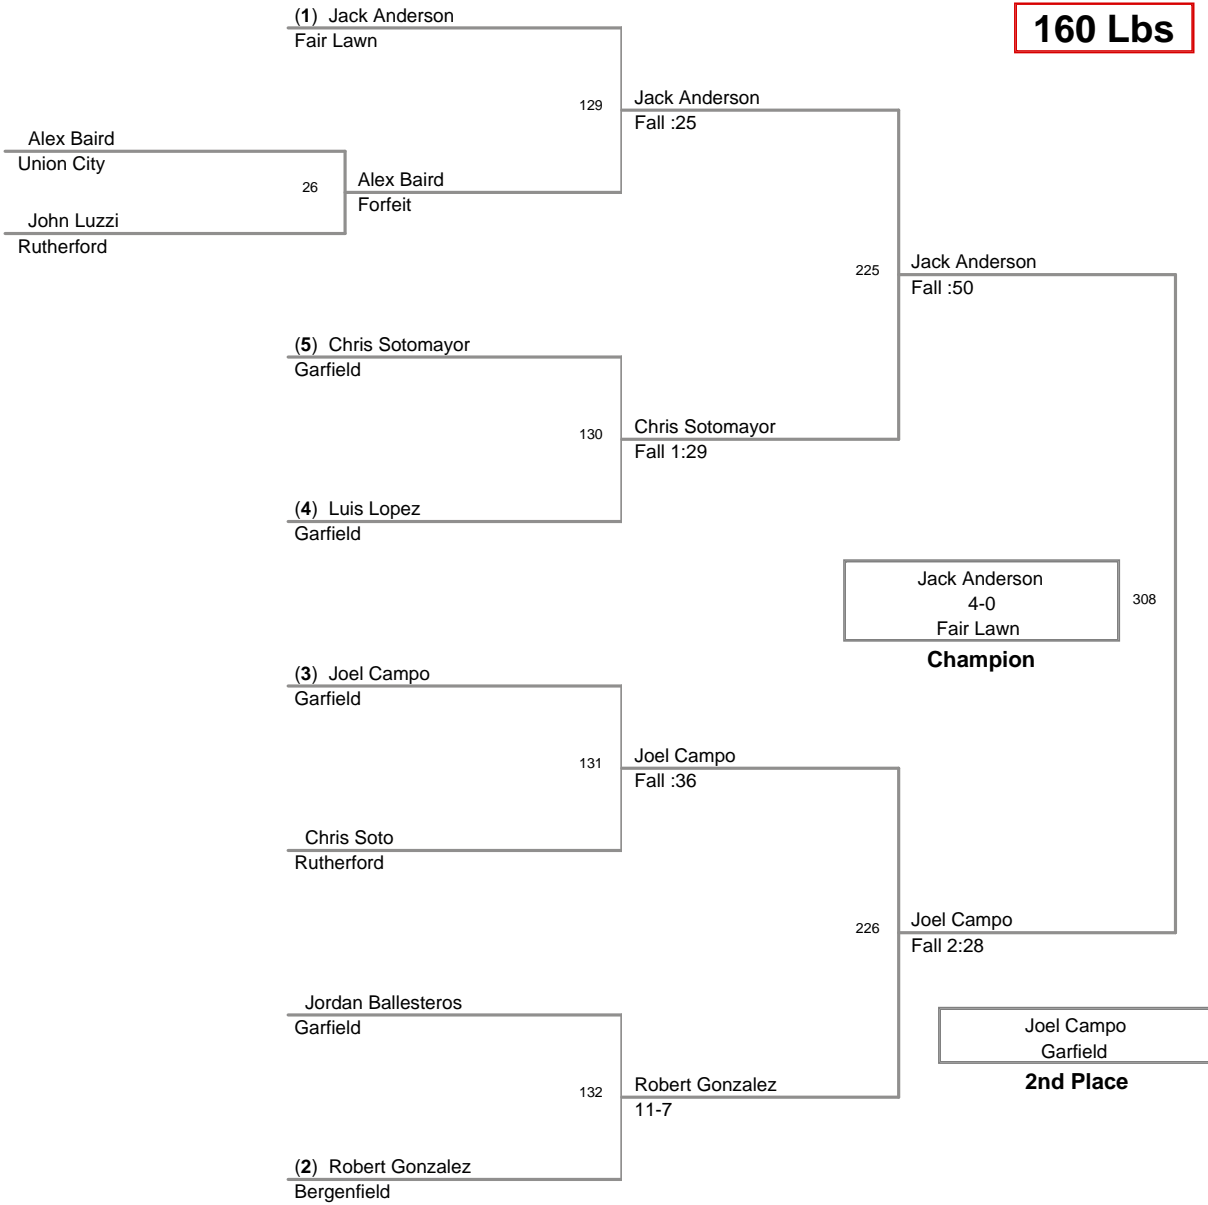 (1) Jack Anderson
Fair Lawn
160 Lbs
129
Jack Anderson
Fall :25
Alex Baird
Union City
26
Alex Baird
Forfeit
John Luzzi
Rutherford
225
Jack Anderson
Fall :50
(5) Chris Sotomayor
Garfield
130
Chris Sotomayor
Fall 1:29
(4) Luis Lopez
Garfield
Jack Anderson
4-0
Fair Lawn
Champion
308
(3) Joel Campo
Garfield
131
Joel Campo
Fall :36
Chris Soto
Rutherford
226
Joel Campo
Fall 2:28
Jordan Ballesteros
Garfield
Joel Campo
Garfield
2nd Place
132
Robert Gonzalez
11-7
(2) Robert Gonzalez
Bergenfield